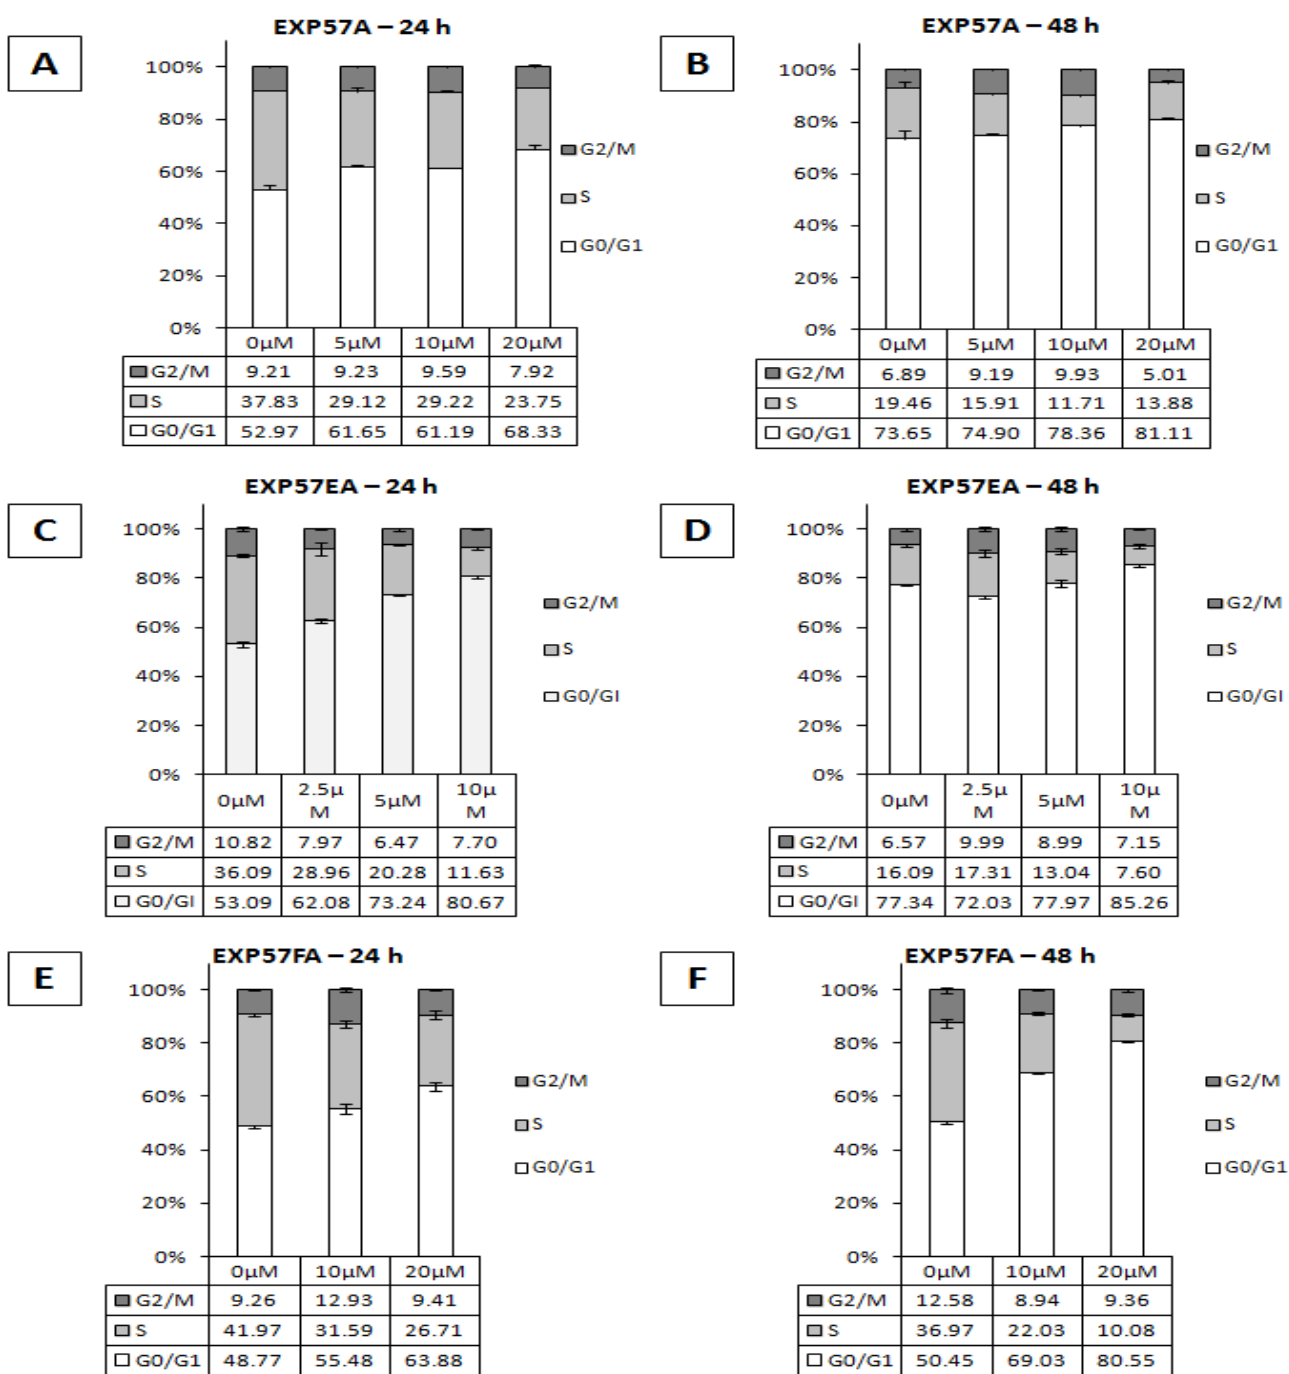 A
EXP57A – 24 h
100%
80%
60%
40%
20%
0%
G2/M
S
G0/G1
0µM 5µM 10µM 20µM
G2/M 9.21 9.23 9.59 7.92
S 37.83 29.12 29.22 23.75
G0/G1 52.97 61.65 61.19 68.33
B
EXP57A – 48 h
100%
80%
60%
40%
20%
0%
G2/M
S
G0/G1
0µM 5µM 10µM 20µM
G2/M 6.89 9.19 9.93 5.01
S 19.46 15.91 11.71 13.88
G0/G1 73.65 74.90 78.36 81.11
C
EXP57EA – 24 h
100%
80%
60%
40%
20%
0%
G2/M
S
G0/GI
0µM 2.5µ 5µM 10µ
M M
G2/M 10.82 7.97 6.47 7.70
S 36.09 28.96 20.28 11.63
G0/GI 53.09 62.08 73.24 80.67
D
EXP57EA – 48 h
100%
80%
60%
40%
20%
0%
G2/M
S
G0/GI
0µM 2.5µ 5µM 10µ
M M
G2/M 6.57 9.99 8.99 7.15
S 16.09 17.31 13.04 7.60
G0/GI 77.34 72.03 77.97 85.26
E
EXP57FA – 24 h
100%
80%
60%
40%
20%
0%
G2/M
S
G0/G1
0µM 10µM 20µM
G2/M 9.26 12.93 9.41
S 41.97 31.59 26.71
G0/G1 48.77 55.48 63.88
F
EXP57FA – 48 h
100%
80%
60%
40%
20%
0%
G2/M
S
G0/G1
0µM 10µM 20µM
G2/M 12.58 8.94 9.36
S 36.97 22.03 10.08
G0/G1 50.45 69.03 80.55